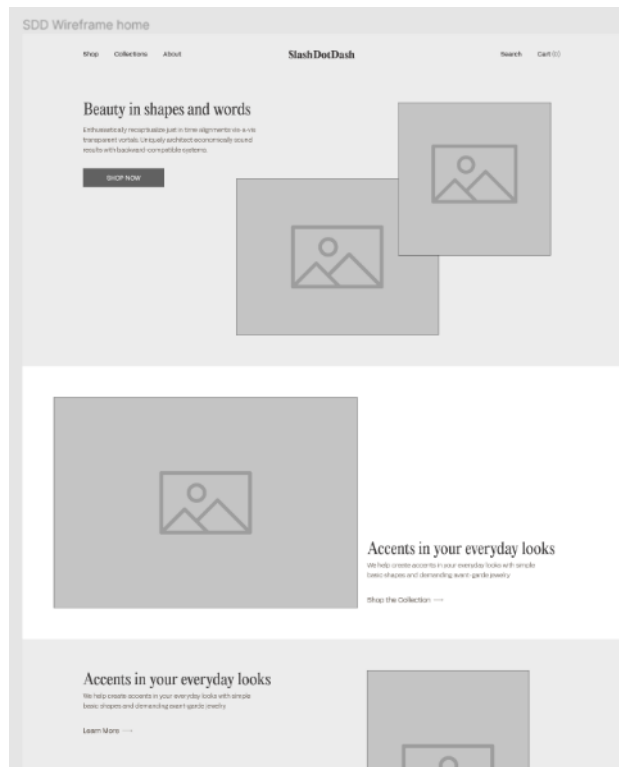 SDD Wireframe home
Shop Collections About SlashDotDash Search Cart (0)
Beauty in shapes and words
Enthusiastically recaptiualize just in time alignments vis-a-vis
transparent vortals. Uniquely architect economically sound
results with backward-compatible systems.
SHOP NOW
Accents in your everyday looks
We help create accents in your everyday looks with simple
basic shapes and demanding avant-garde jewelry
Shop the Collection ⟶
Accents in your everyday looks
We help create accents in your everyday looks with simple
basic shapes and demanding avant-garde jewelry
Learn More ⟶